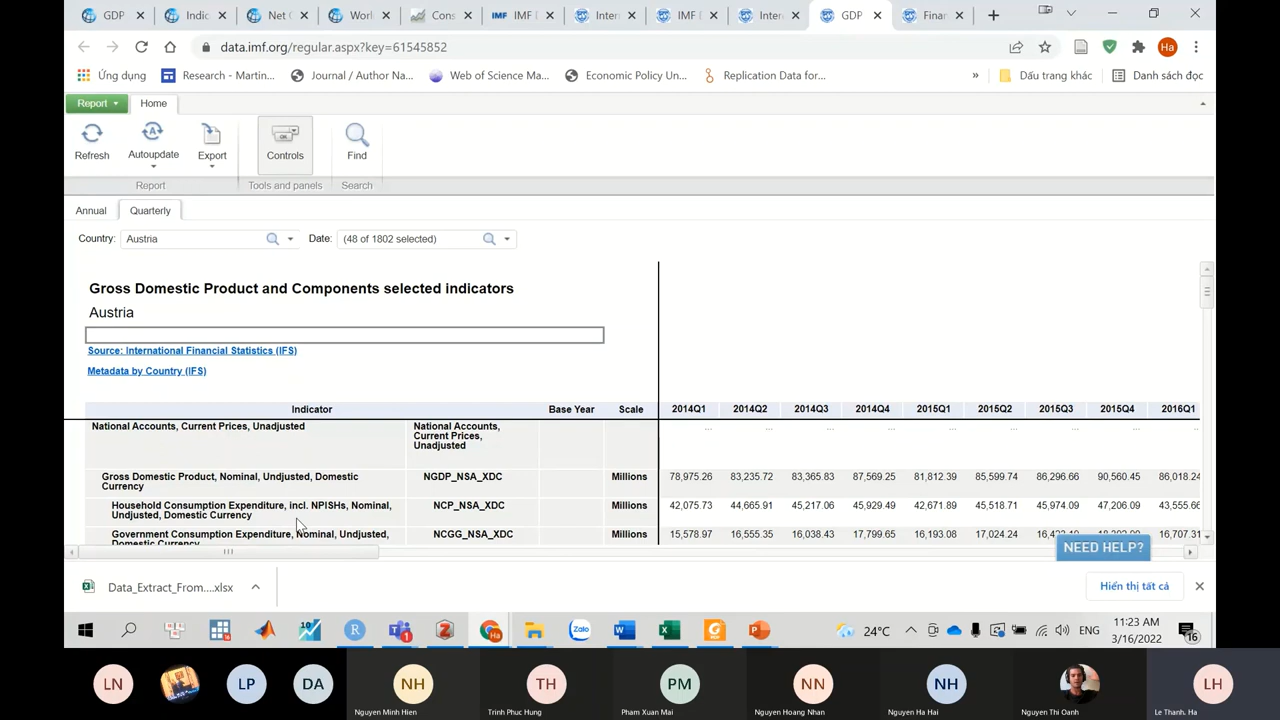 GDP
Indic
Net C
Worl
Cons
IMF
IMF D
Inter
IMF D
Inter
GDP
Finan
data.imf.org/regular.aspx?key=61545852
Ha
Ứng dụng
Research - Martin...
Journal / Author Na...
Web of Science Ma...
Economic Policy Un...
Replication Data for...
»
Dấu trang khác
Danh sách đọc
Report
Home
Refresh
Autoupdate
Export
Controls
Find
Report
Tools and panels
Search
Annual
Quarterly
Country:
Austria
Date:
(48 of 1802 selected)
Gross Domestic Product and Components selected indicators
Austria
Source: International Financial Statistics (IFS)
Metadata by Country (IFS)
Indicator Base Year Scale 2014Q1 2014Q2 2014Q3 2014Q4 2015Q1 2015Q2 2015Q3 2015Q4 2016Q1
National Accounts, Current Prices, Unadjusted National Accounts, ... ... ... ... ... ... ... ... ..
Current Prices,
Unadjusted
Gross Domestic Product, Nominal, Undjusted, Domestic NGDP_NSA_XDC Millions 78,975.26 83,235.72 83,365.83 87,569.25 81,812.39 85,599.74 86,296.66 90,560.45 86,018.24
Currency
Household Consumption Expenditure, incl. NPISHs, Nominal, NCP_NSA_XDC Millions 42,075.73 44,665.91 45,217.06 45,929.49 42,671.89 45,518.71 45,974.09 47,206.09 43,555.66
Undjusted, Domestic Currency
Government Consumption Expenditure, Nominal, Undjusted, NCGG_NSA_XDC Millions 15,578.97 16,555.35 16,038.43 17,799.65 16,193.08 17,024.24 16,707.31
Domestic Currency
NEED HELP?
Data_Extract_From....xlsx
Hiển thị tất cả
24°C
ENG
11:23 AM
3/16/2022
16
LN
LP
DA
NH
Nguyen Minh Hien
TH
Trinh Phuc Hung
PM
Pham Xuan Mai
NN
Nguyen Hoang Nhan
NH
Nguyen Ha Hai
Nguyen Thi Oanh
LH
Le Thanh. Ha